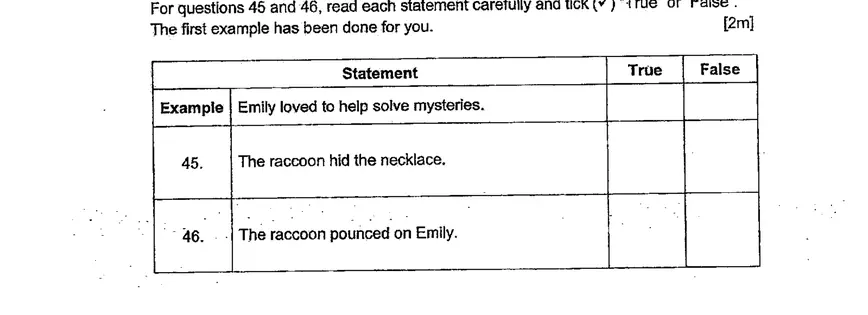 For questions 45 and 46, read each statement carefully and tick (✓) "True" or "False".
The first example has been done for you. [2m]
Statement True False
Example Emily loved to help solve mysteries.
45. The raccoon hid the necklace.
46. The raccoon pounced on Emily.